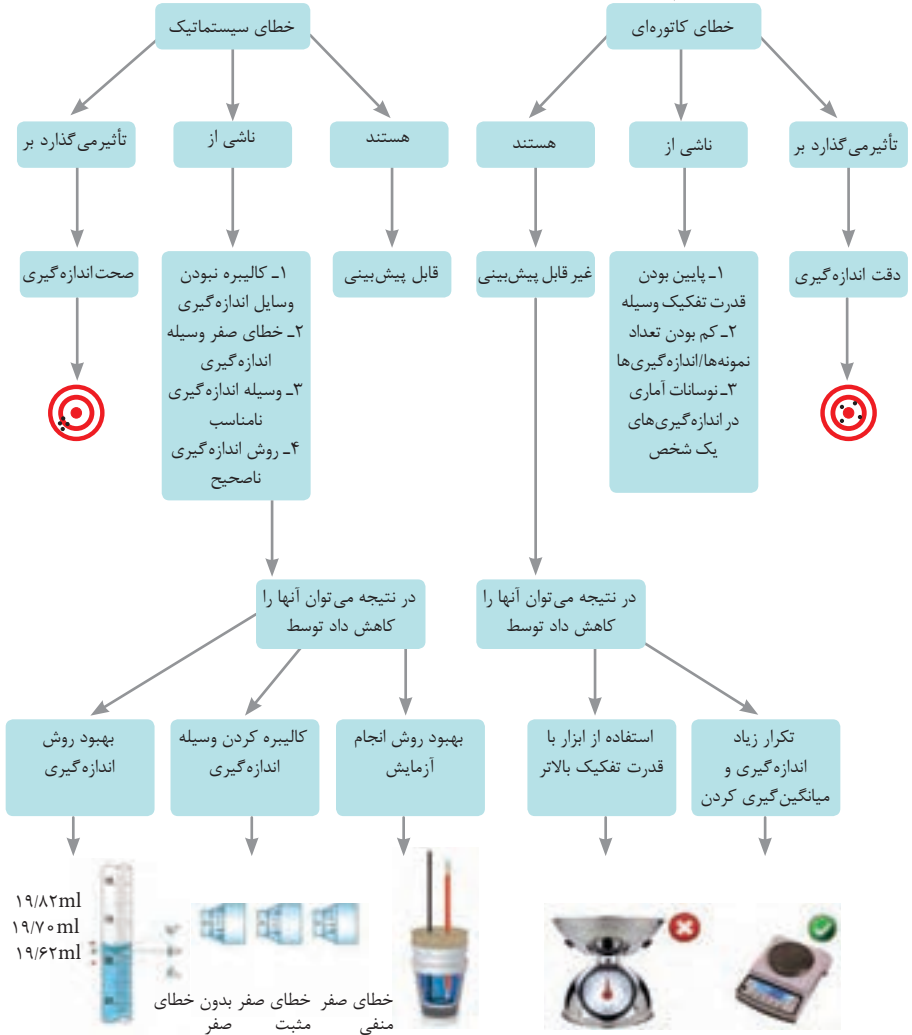 خطای کاتوره‌ای
تأثیرمی‌گذارد بر
ناشی از
هستند
دقت اندازه‌گیری
۱ـ پایین بودن
قدرت تفکیک وسیله
۲ـ کم بودن تعداد
نمونه‌ها/اندازه‌گیری‌ها
۳ـ نوسانات آماری
در اندازه‌گیری‌های
یک شخص
غیر قابل پیش‌بینی
در نتیجه می‌توان آنها را
کاهش داد توسط
تکرار زیاد
اندازه‌گیری و
میانگین‌گیری کردن
استفاده از ابزار با
قدرت تفکیک بالاتر
خطای سیستماتیک
هستند
ناشی از
تأثیرمی‌گذارد بر
قابل پیش‌بینی
۱ـ کالیبره نبودن
وسایل اندازه‌گیری
۲ـ خطای صفر وسیله
اندازه‌گیری
۳ـ وسیله اندازه‌گیری
نامناسب
۴ـ روش اندازه‌گیری
ناصحیح
صحت‌اندازه‌گیری
در نتیجه می‌توان آنها را
کاهش داد توسط
بهبود روش انجام
آزمایش
کالیبره کردن وسیله
اندازه‌گیری
بهبود روش
اندازه‌گیری
خطای صفر
منفی
خطای صفر
مثبت
بدون خطای
صفر
۱۹/۸۲ml
۱۹/۷۰ml
۱۹/۶۲ml